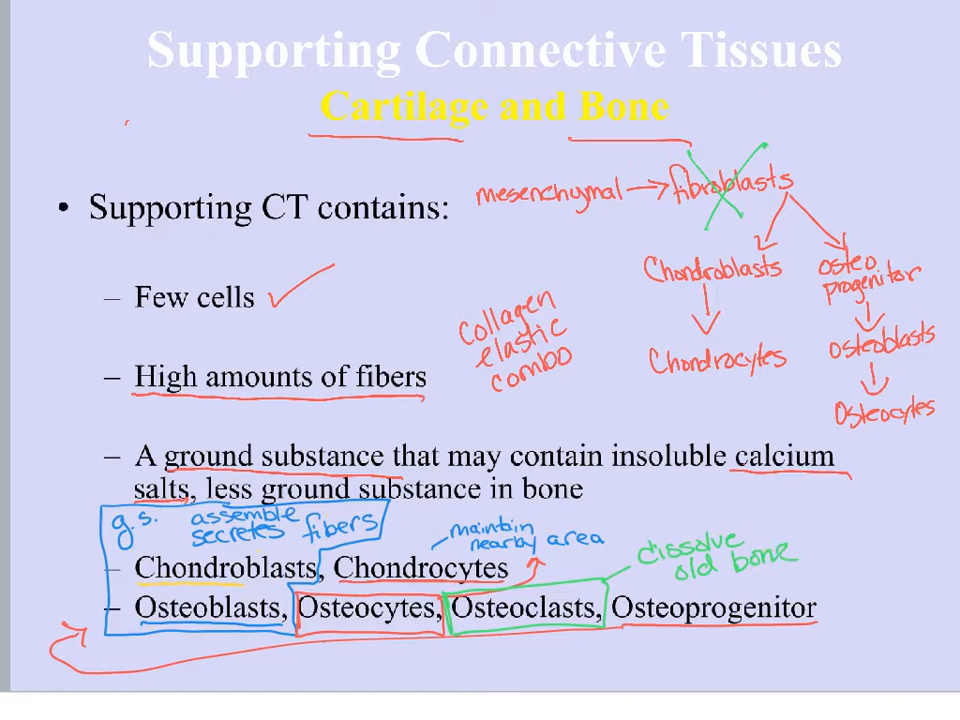 Supporting Connective Tissues
Cartilage and Bone
mesenchymal → fibroblasts
• Supporting CT contains:
Chondroblasts
osteo
progenitor
– Few cells
Collagen
elastic
combo
Chondrocytes
osteoblasts
– High amounts of fibers
Osteocytes
– A ground substance that may contain insoluble calcium
salts, less ground substance in bone
g.s. assemble
secretes fibers
maintain
nearby area
dissolve
old bone
– Chondroblasts, Chondrocytes
– Osteoblasts, Osteocytes, Osteoclasts, Osteoprogenitor